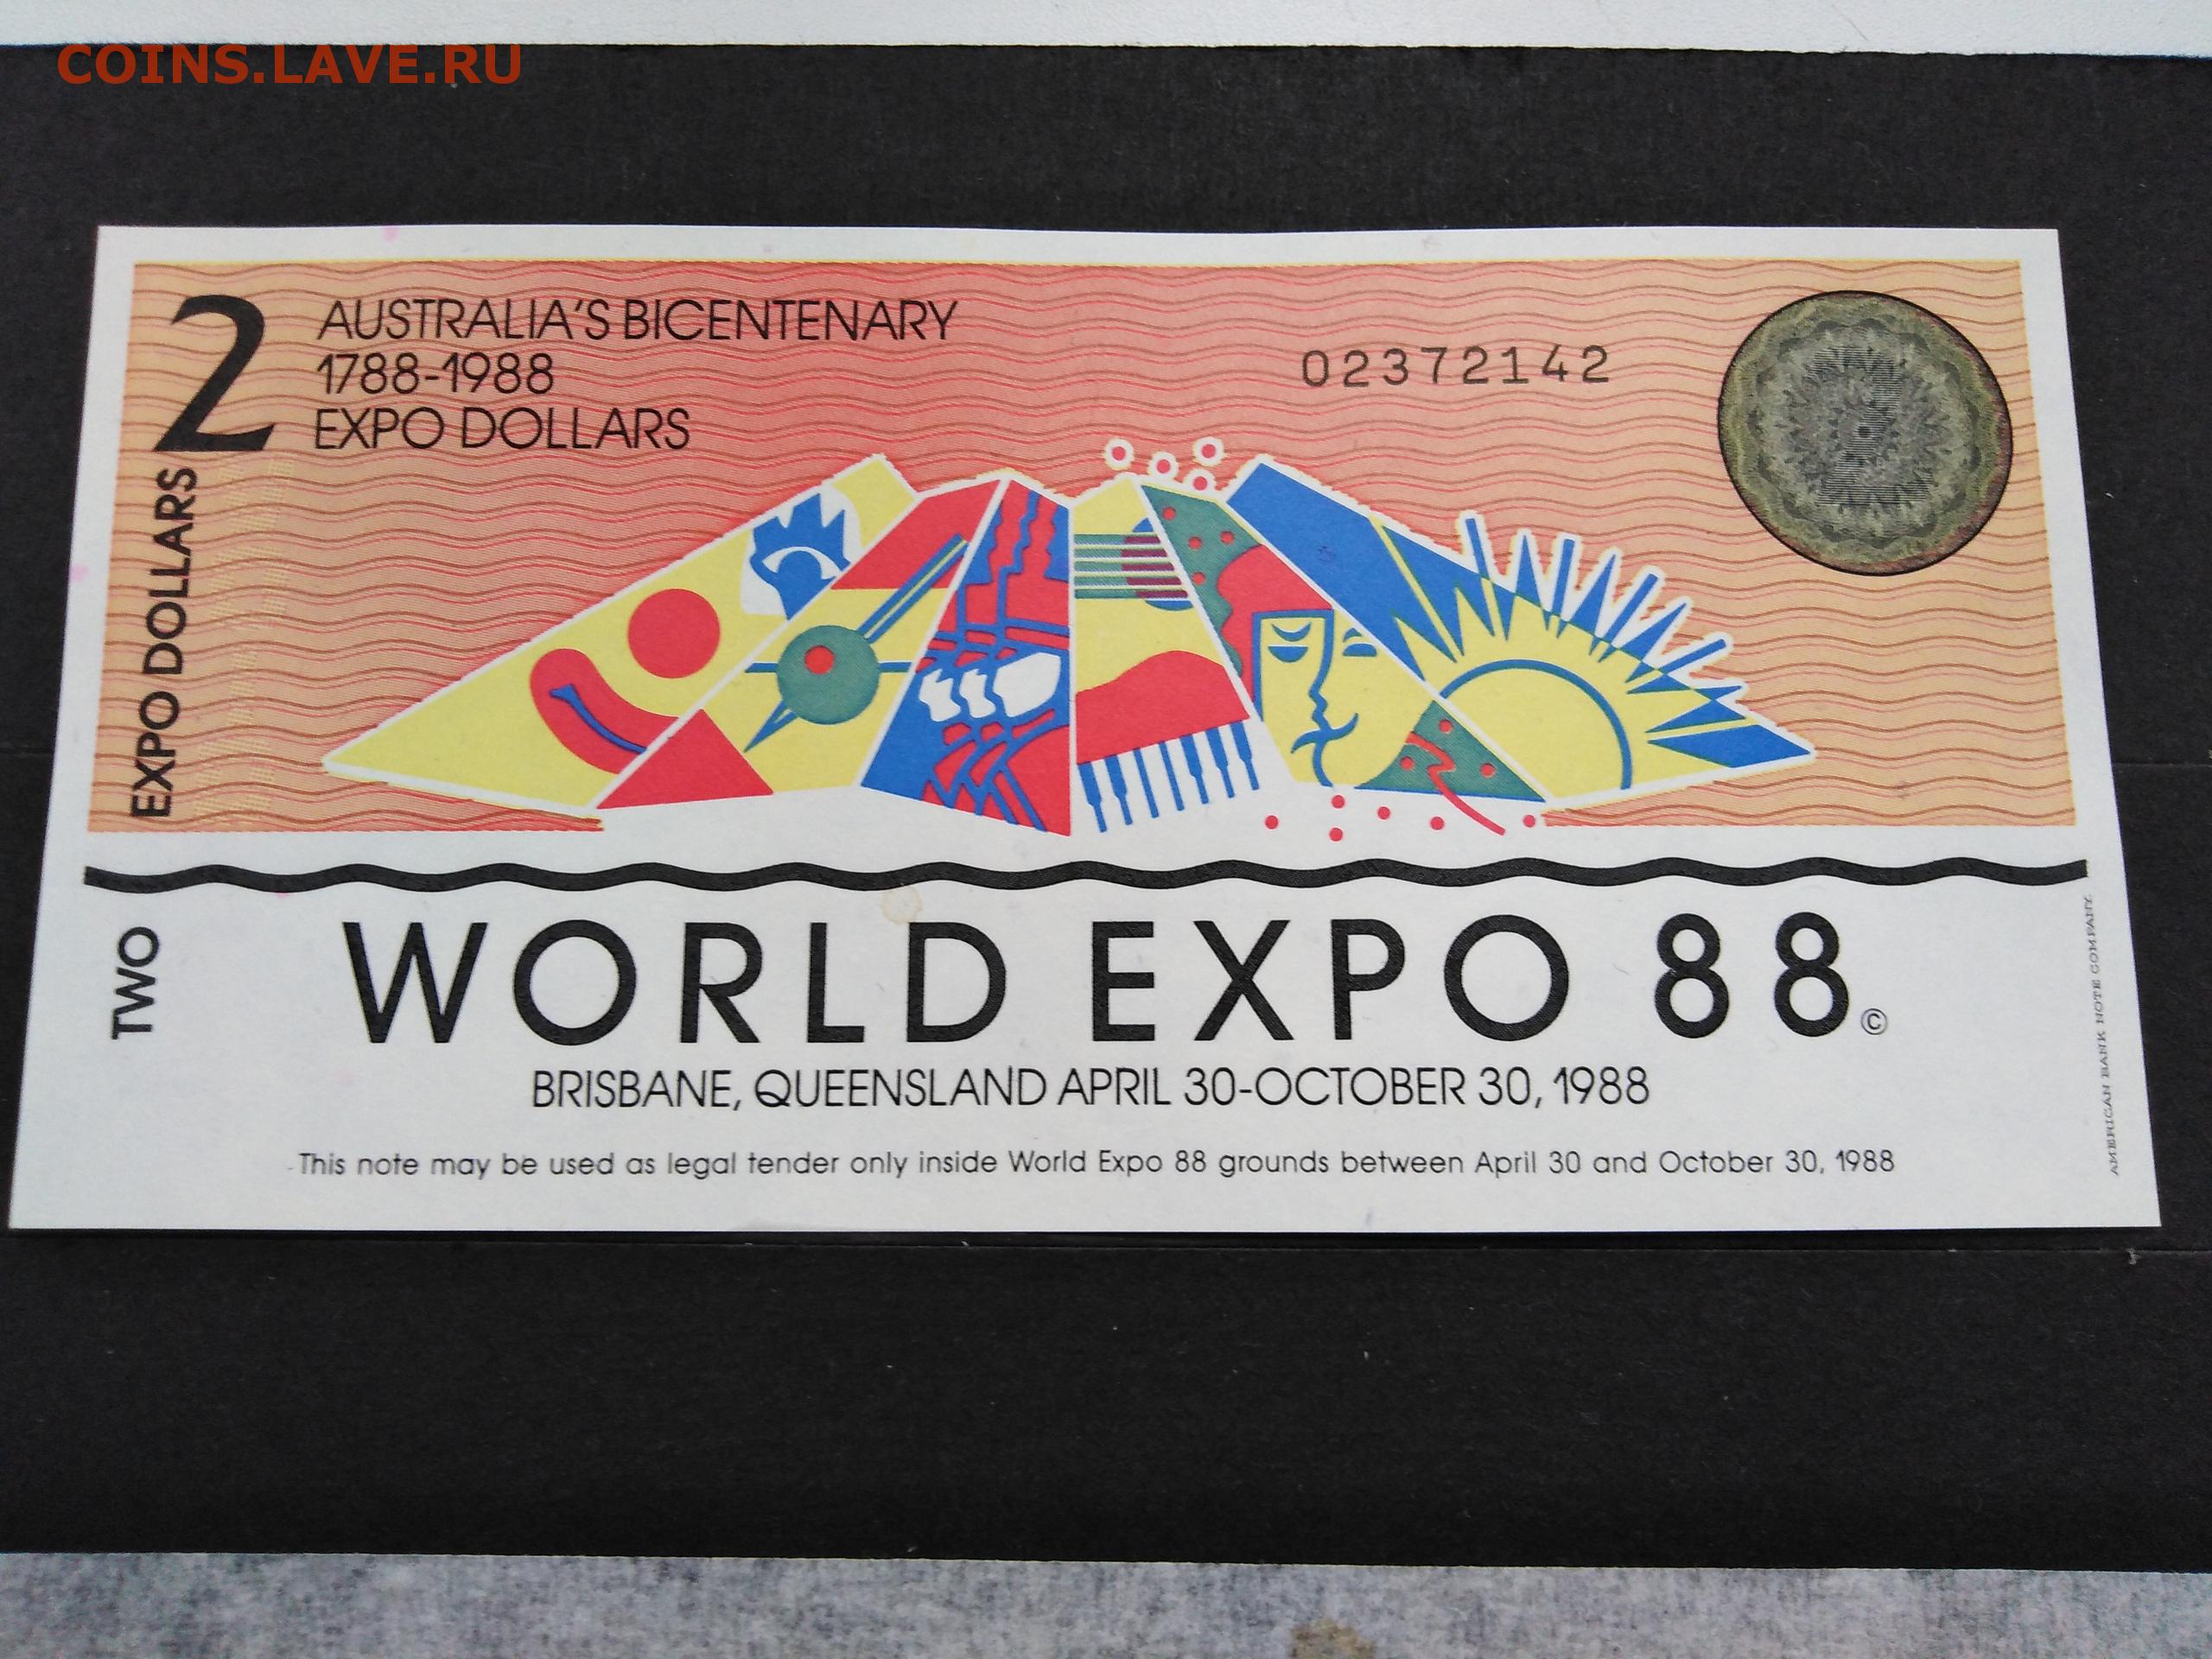 COINS.LAVE.RU
2
AUSTRALIA'S BICENTENARY
1788-1988
EXPO DOLLARS
02372142
EXPO DOLLARS
TWO
WORLD EXPO 88©
BRISBANE, QUEENSLAND APRIL 30-OCTOBER 30, 1988
This note may be used as legal tender only inside World Expo 88 grounds between April 30 and October 30, 1988
AMERICAN BANK NOTE COMPANY.